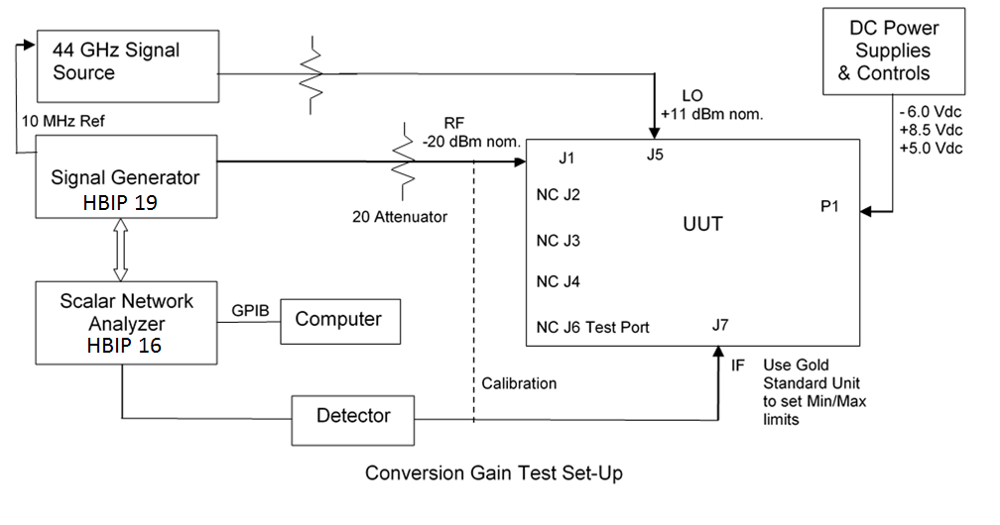 44 GHz Signal
Source
DC Power
Supplies
& Controls
10 MHz Ref
LO
+11 dBm nom.
-6.0 Vdc
+8.5 Vdc
+5.0 Vdc
RF
-20 dBm nom.
Signal Generator
HBIP 19
20 Attenuator
J1
J5
NC J2
NC J3
NC J4
NC J6 Test Port
UUT
P1
J7
Scalar Network
Analyzer
HBIP 16
GPIB
Computer
Calibration
IF
Use Gold
Standard Unit
to set Min/Max
limits
Detector
Conversion Gain Test Set-Up